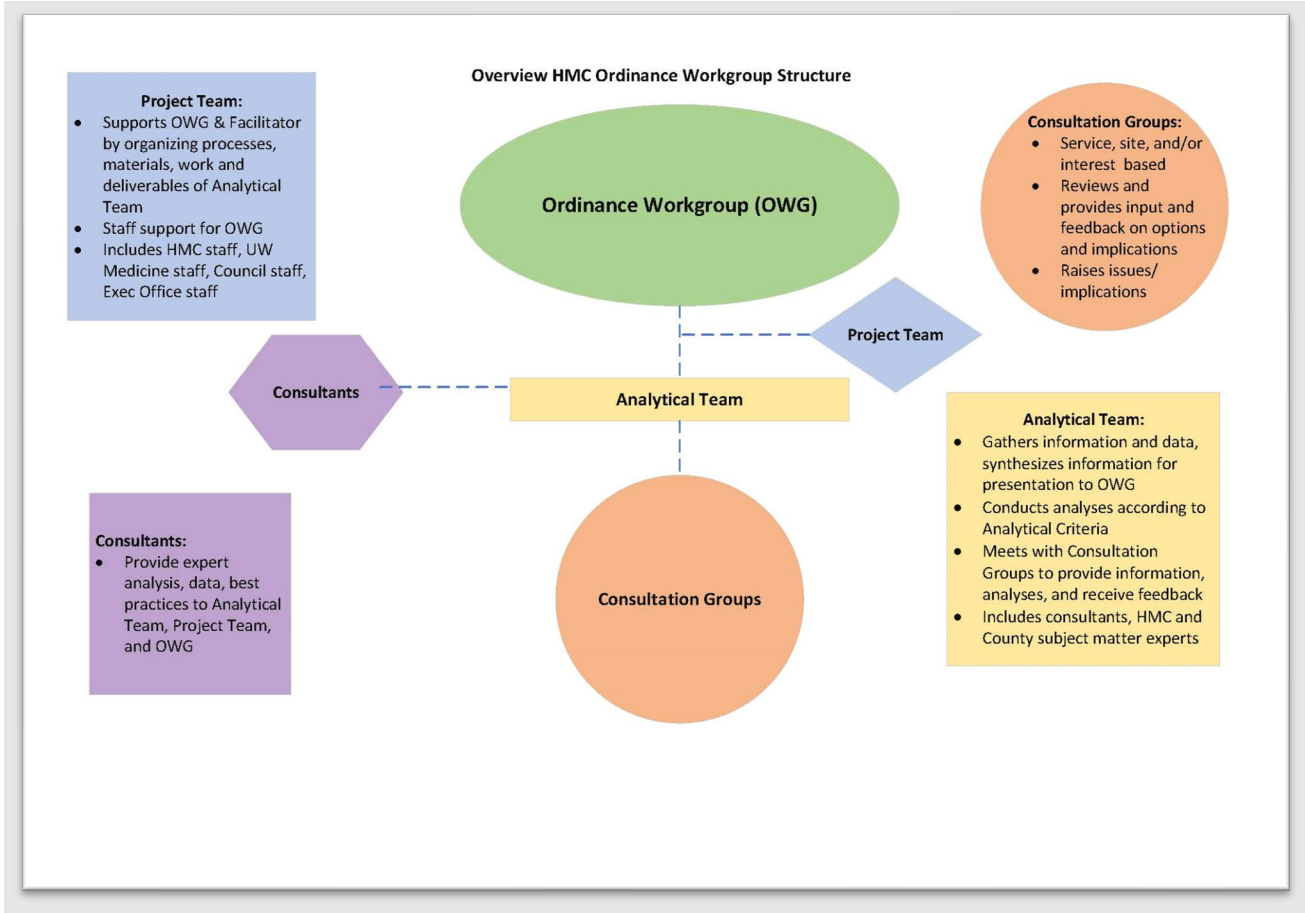 Overview HMC Ordinance Workgroup Structure
Project Team:
• Supports OWG & Facilitator
by organizing processes,
materials, work and
deliverables of Analytical
Team
• Staff support for OWG
• Includes HMC staff, UW
Medicine staff, Council staff,
Exec Office staff
Ordinance Workgroup (OWG)
Consultation Groups:
• Service, site, and/or
interest based
• Reviews and
provides input and
feedback on options
and implications
• Raises issues/
implications
Project Team
Consultants
Analytical Team
Analytical Team:
• Gathers information and data,
synthesizes information for
presentation to OWG
• Conducts analyses according to
Analytical Criteria
• Meets with Consultation
Groups to provide information,
analyses, and receive feedback
• Includes consultants, HMC and
County subject matter experts
Consultants:
• Provide expert
analysis, data, best
practices to Analytical
Team, Project Team,
and OWG
Consultation Groups